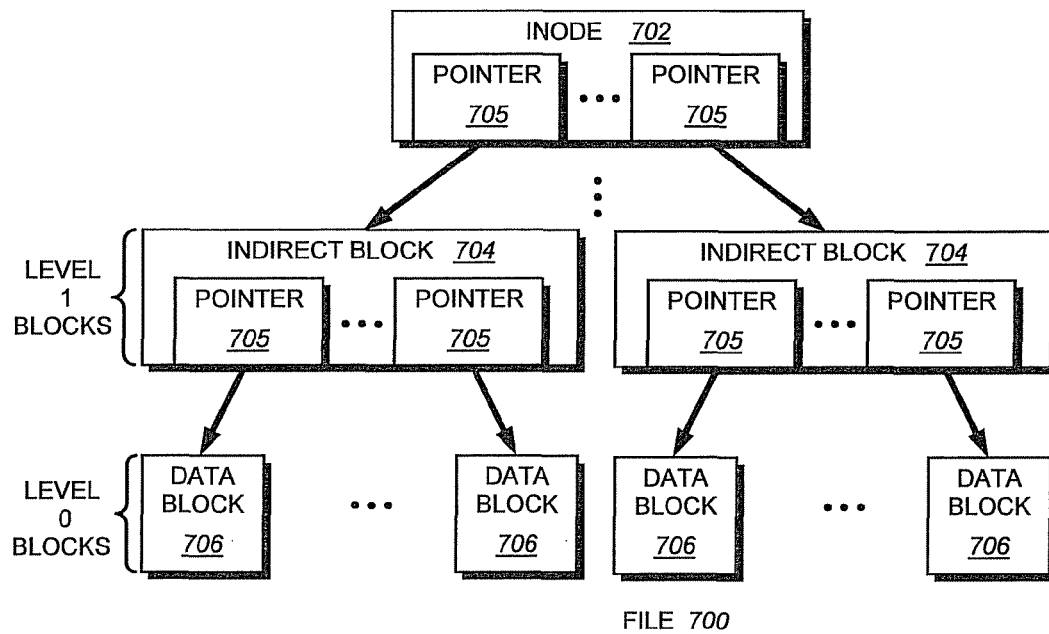 INODE 702
POINTER 705
POINTER 705
LEVEL 1 BLOCKS
INDIRECT BLOCK 704
POINTER 705
POINTER 705
INDIRECT BLOCK 704
POINTER 705
POINTER 705
LEVEL 0 BLOCKS
DATA BLOCK 706
DATA BLOCK 706
DATA BLOCK 706
DATA BLOCK 706
FILE 700